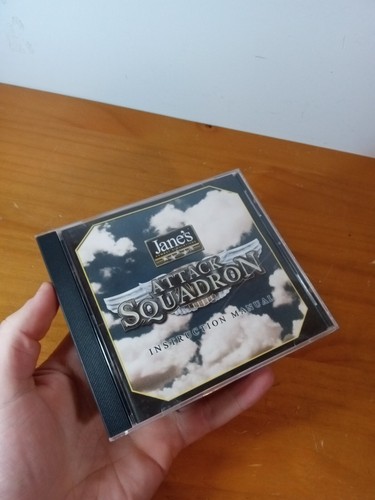 Jane's
ATTACK
SQUADRON
INSTRUCTION MANUAL